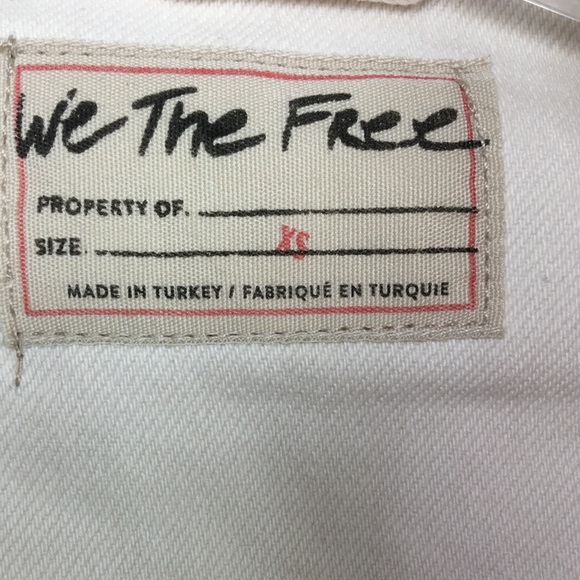 We The Free
PROPERTY OF.
SIZE XS
MADE IN TURKEY / FABRIQUÉ EN TURQUIE